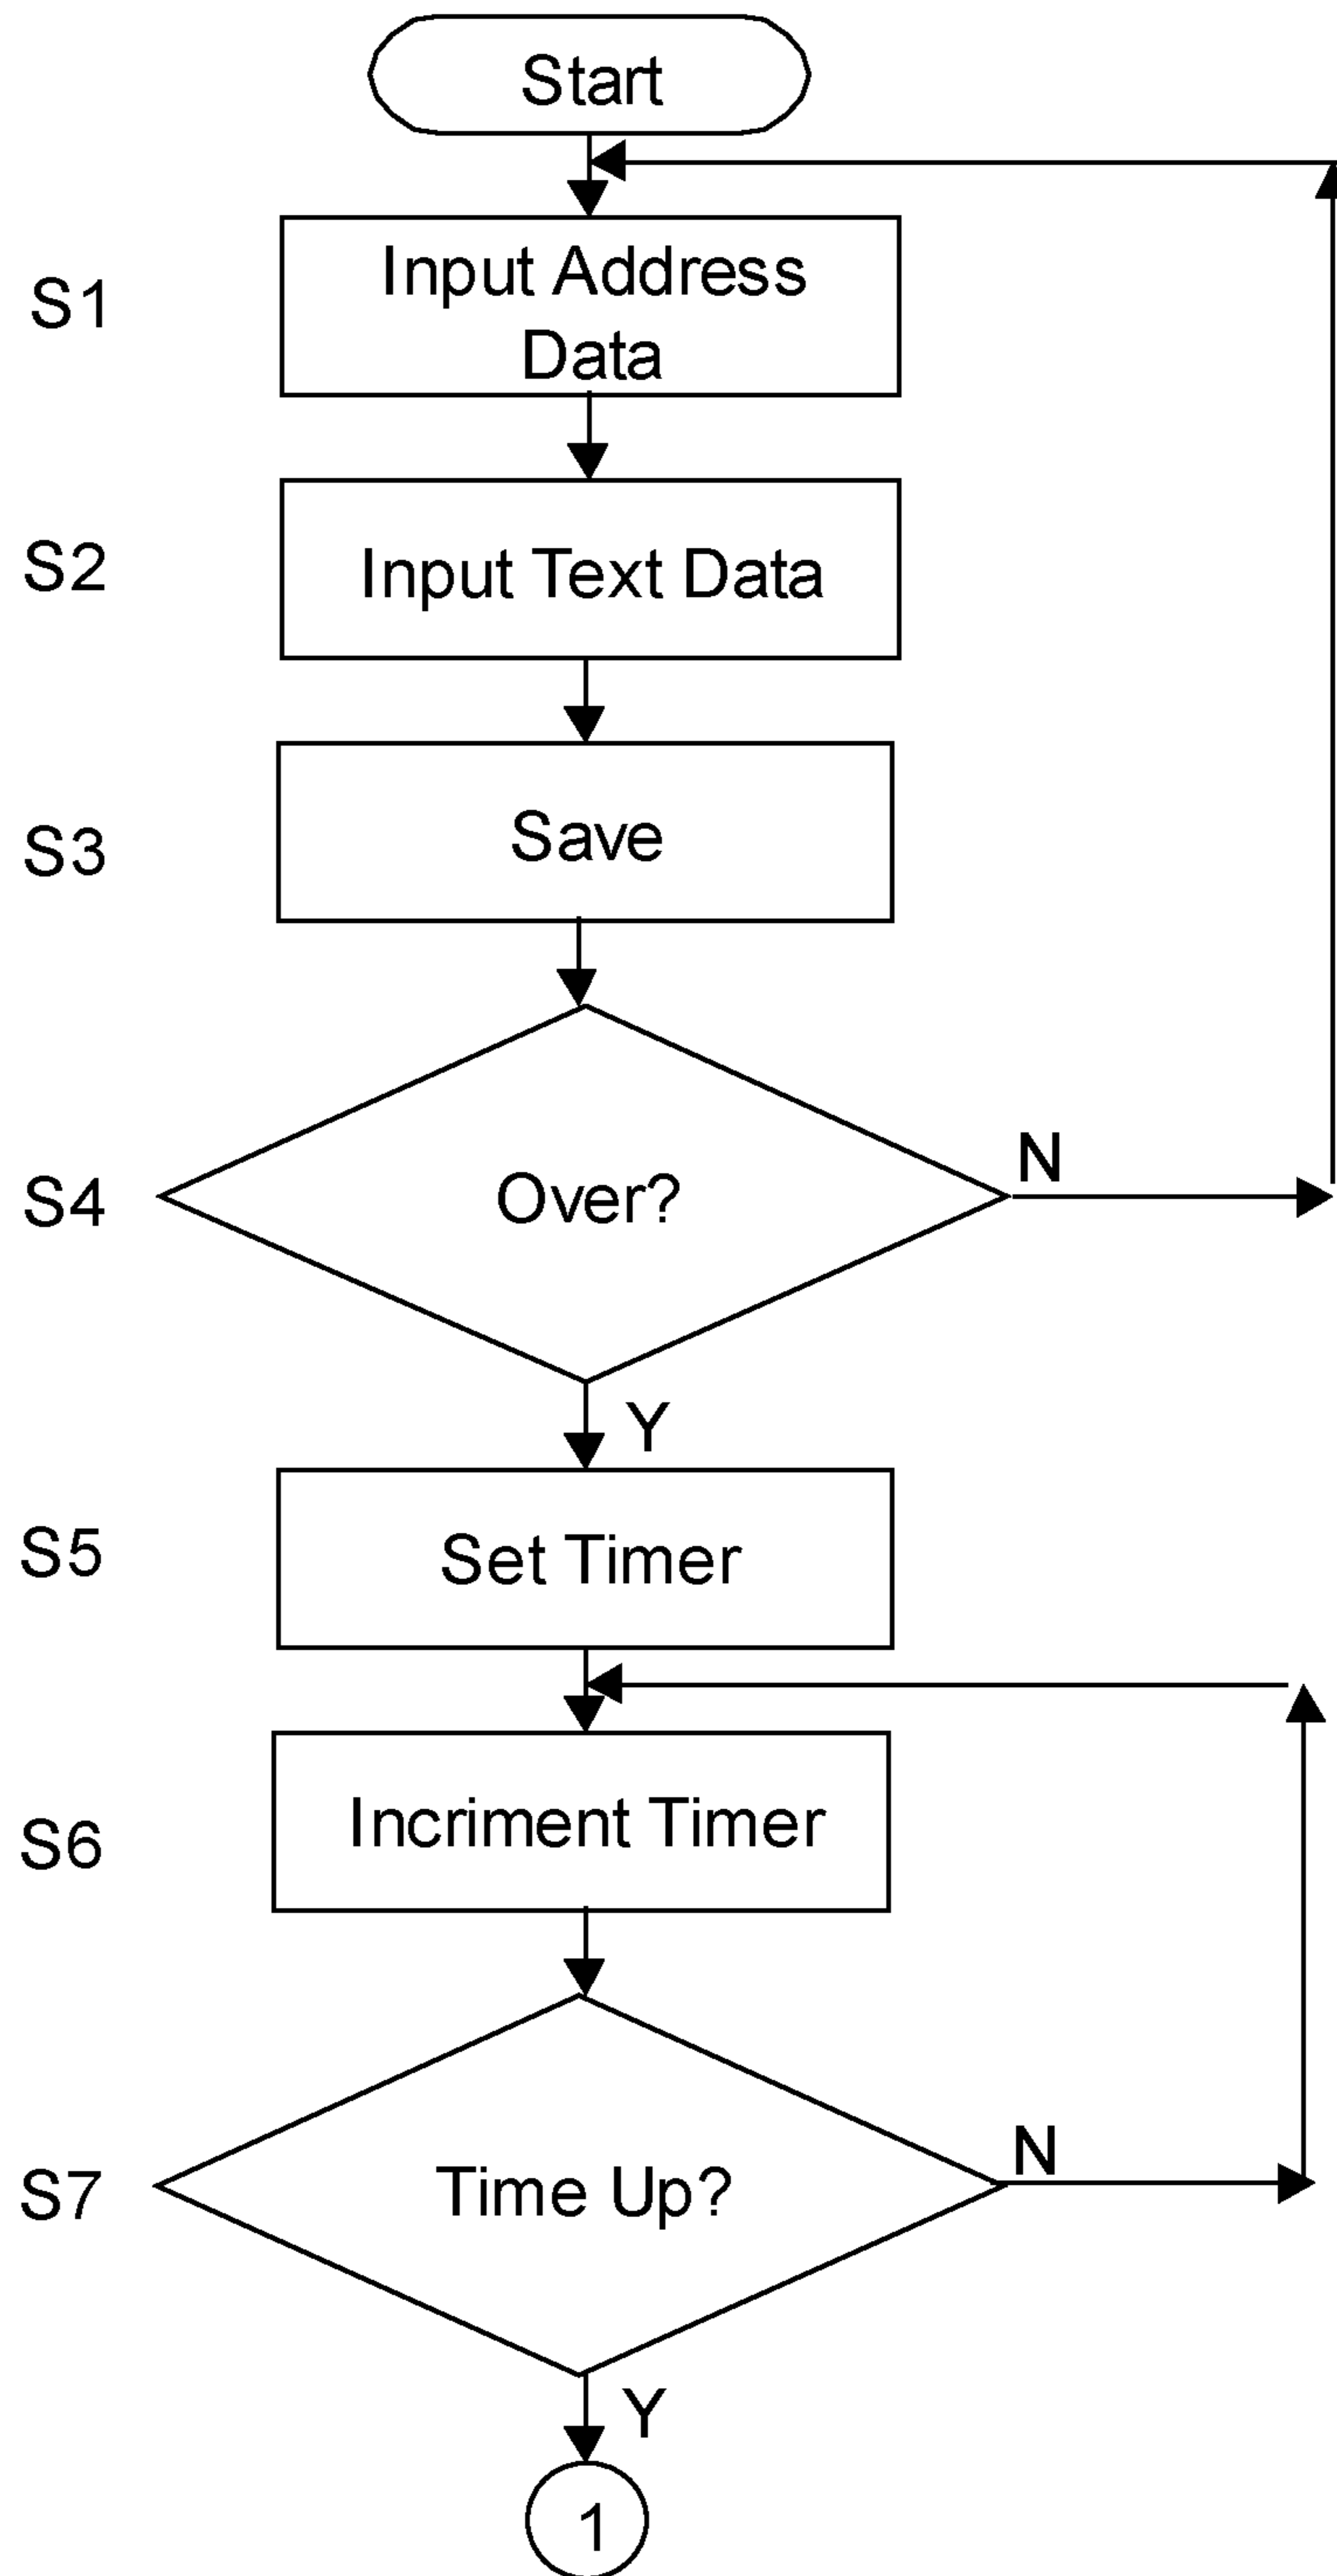 Start
S1
Input Address
Data
S2
Input Text Data
S3
Save
S4
Over?
N
Y
S5
Set Timer
S6
Incriment Timer
S7
Time Up?
N
Y
1